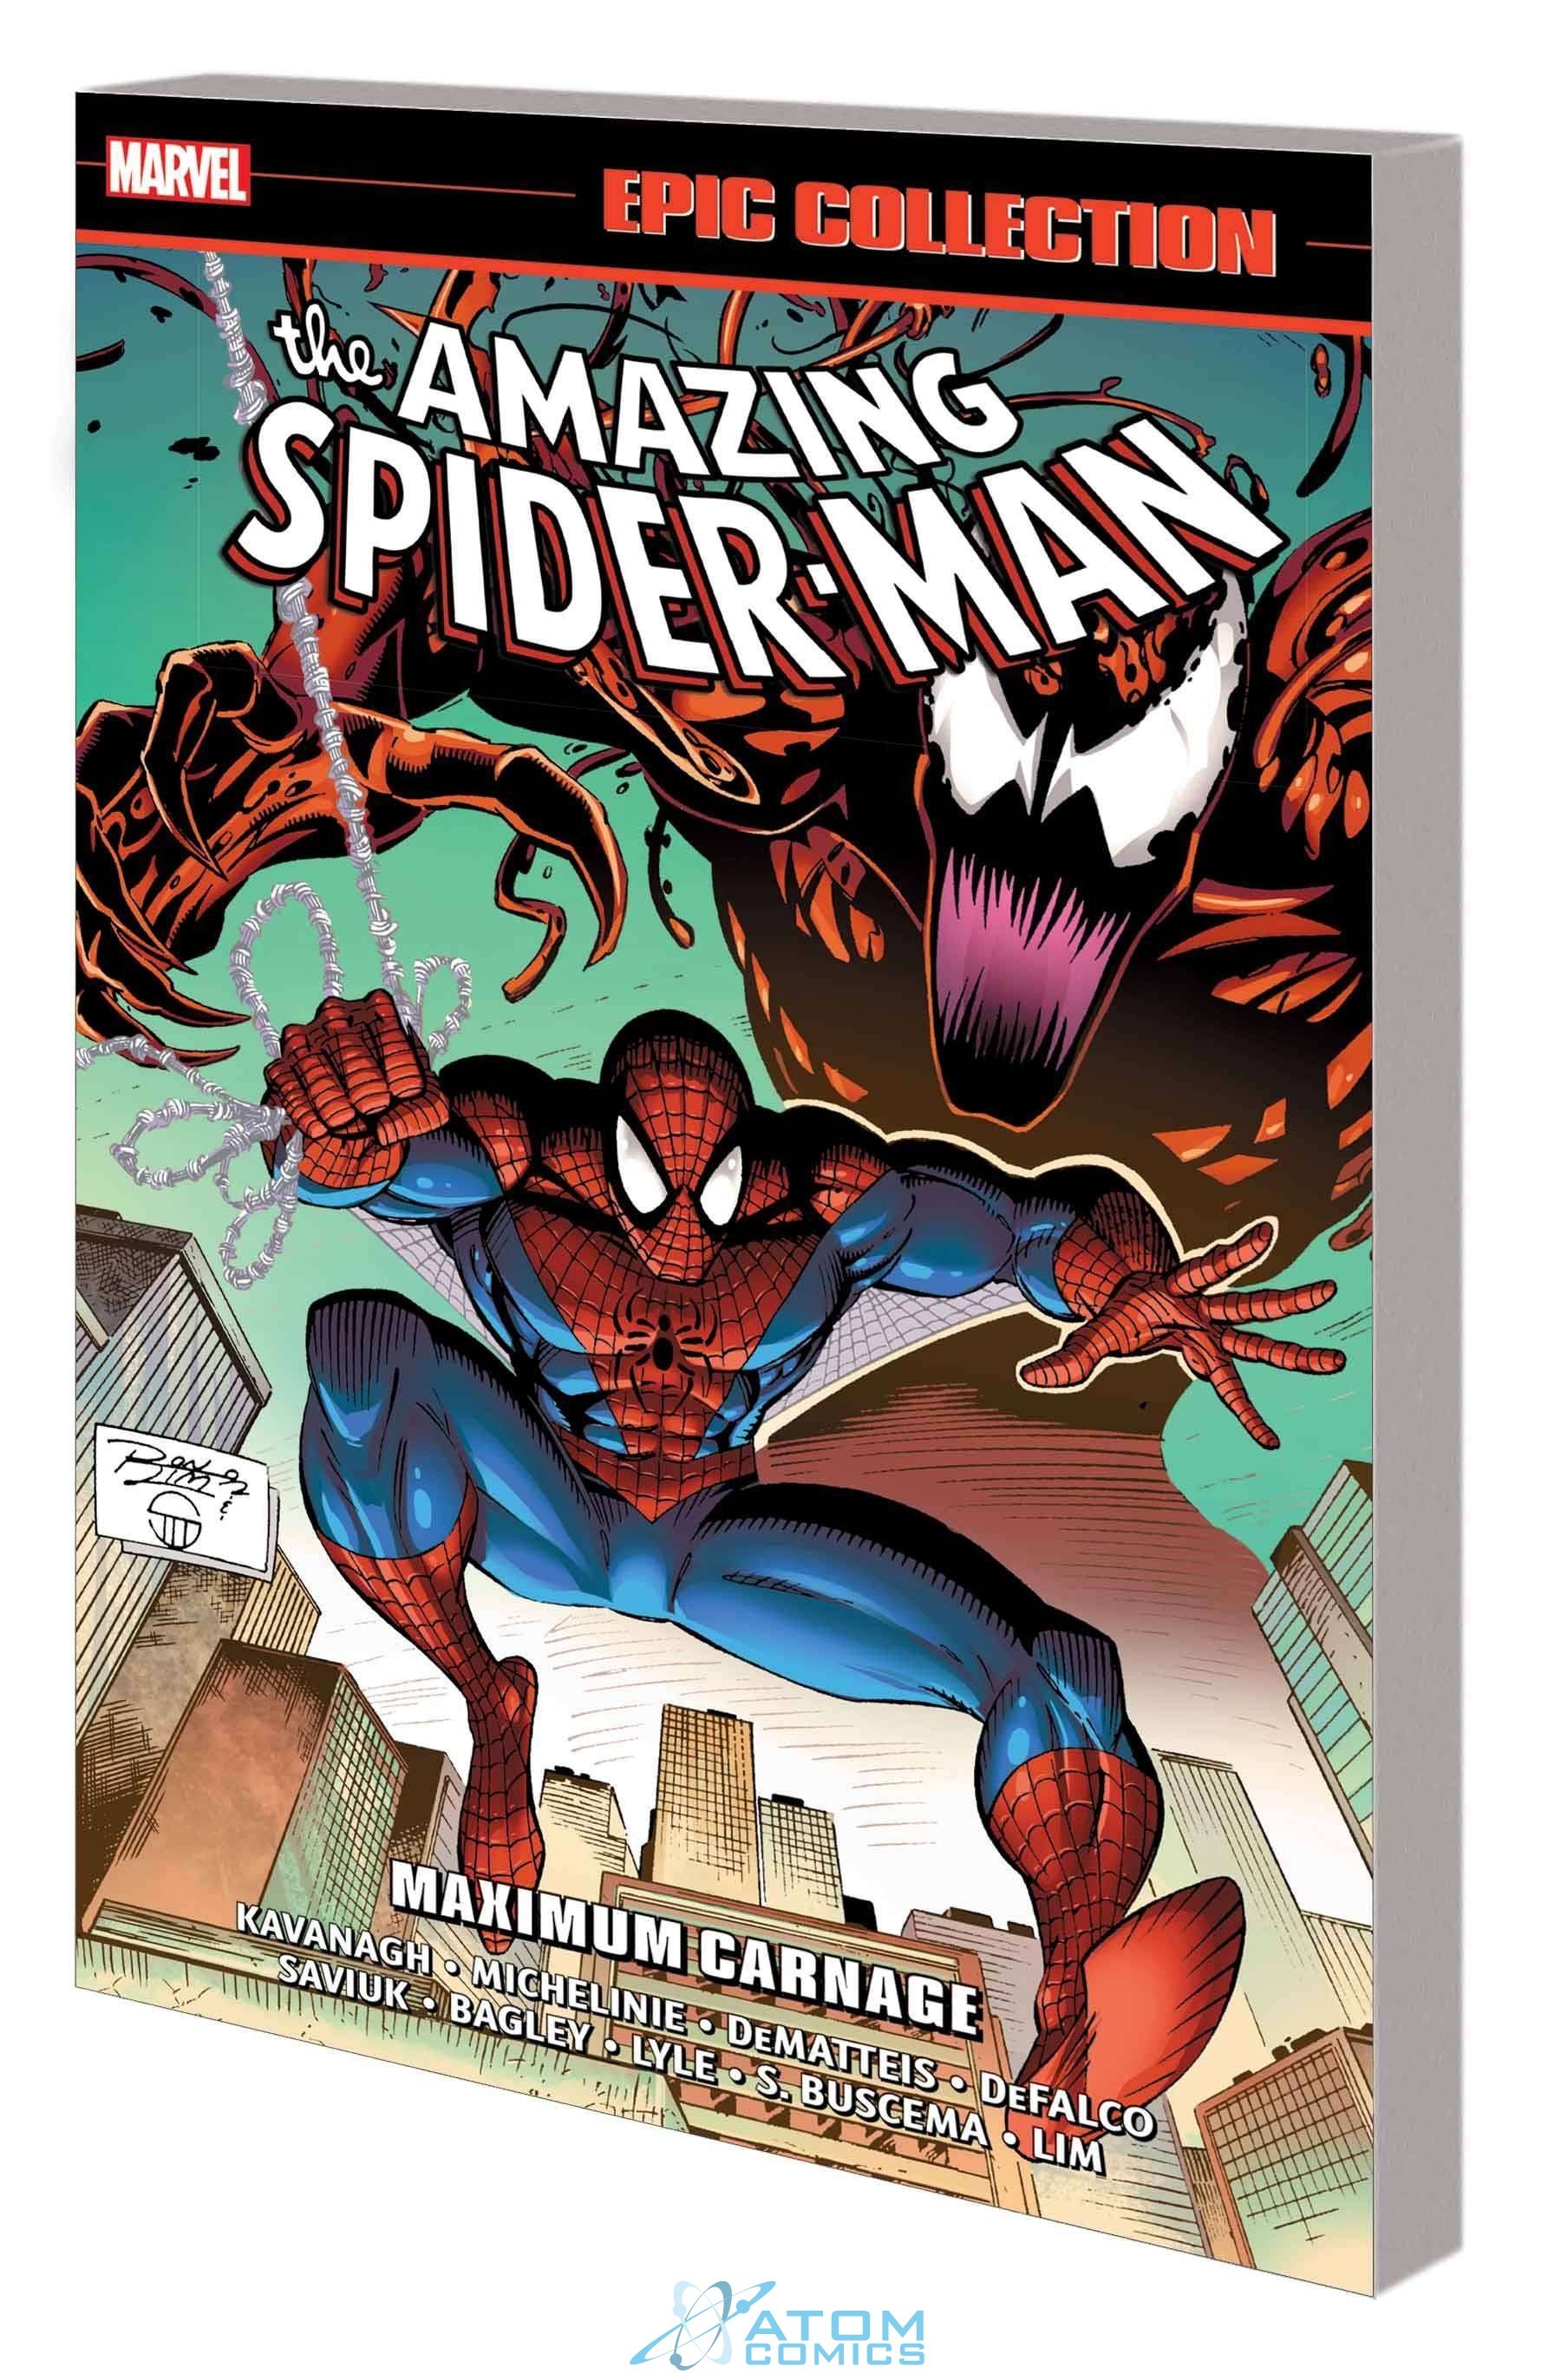 MARVEL
EPIC COLLECTION
the AMAZING
SPIDER-MAN
MAXIMUM CARNAGE
KAVANAGH • MICHELINIE • DeMATTEIS • DeFALCO
SAVIUK • BAGLEY • LYLE • S. BUSCEMA • LIM
ATOM
COMICS